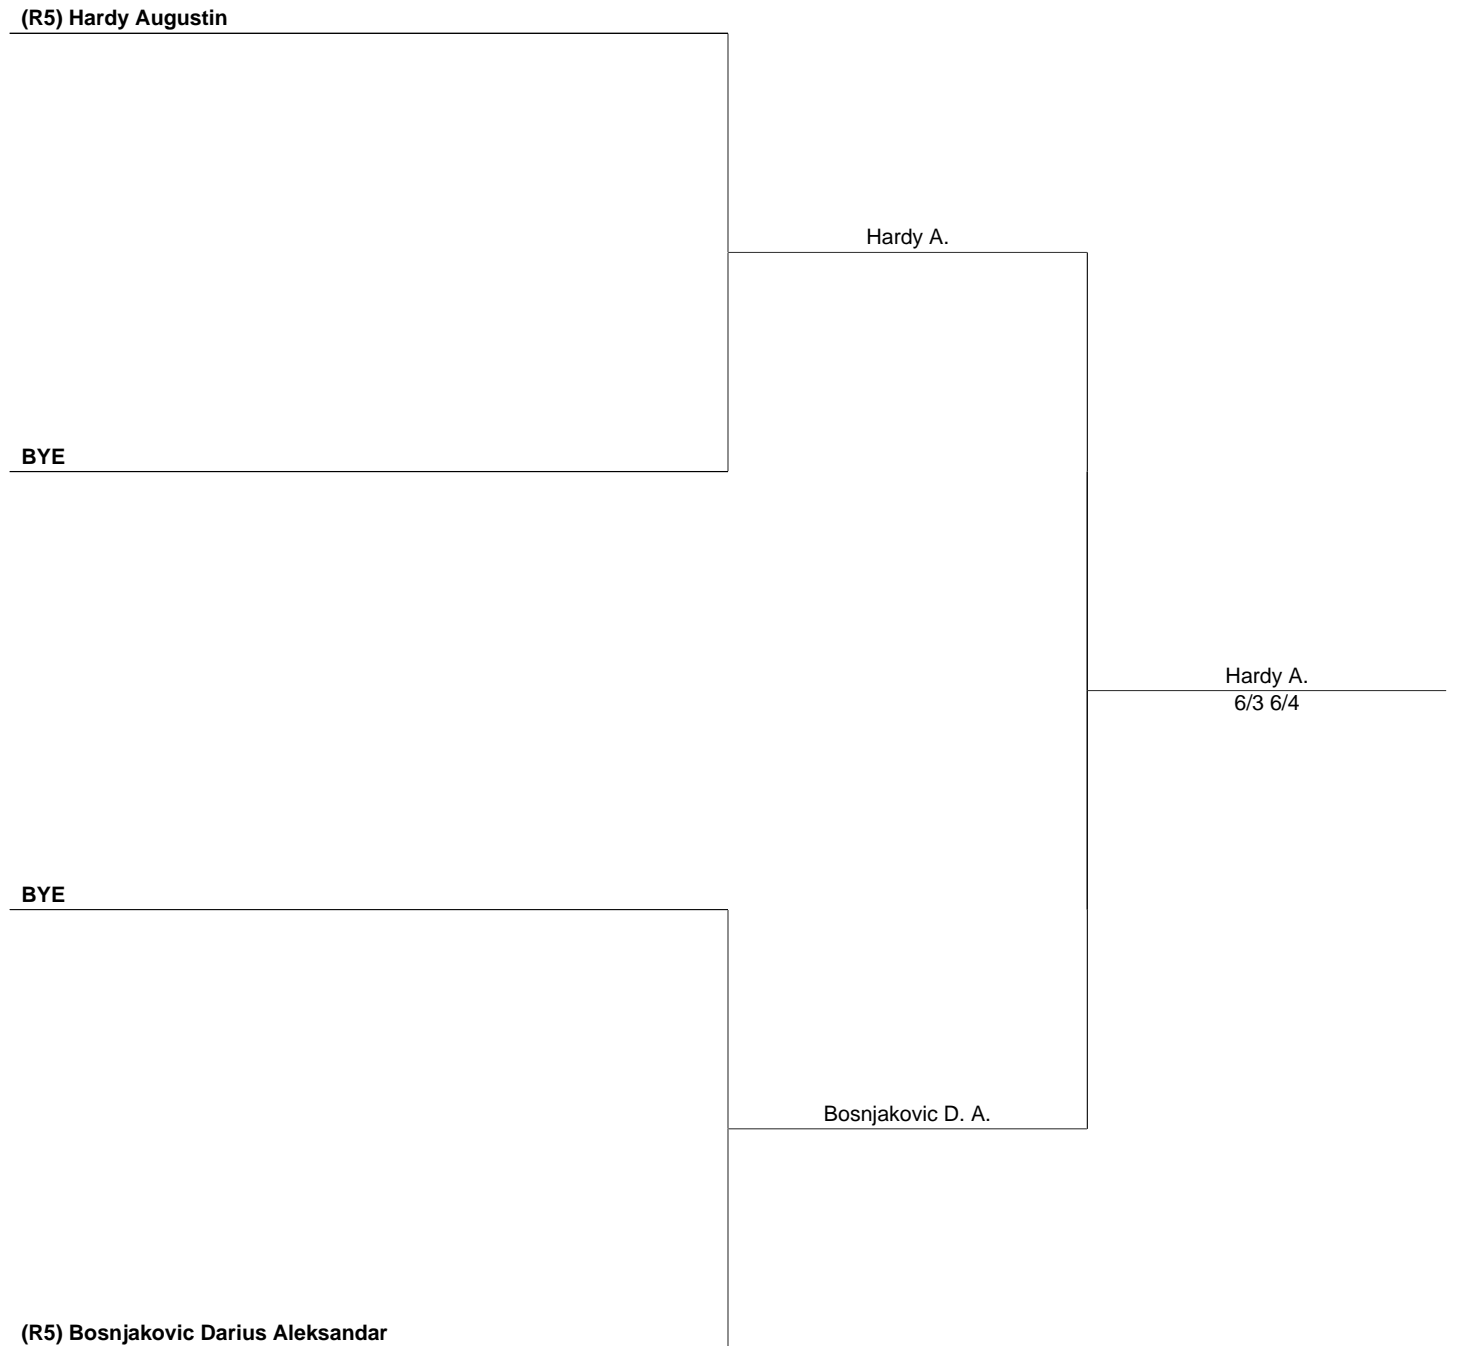 (R5) Hardy Augustin
Hardy A.
BYE
Hardy A.
6/3 6/4
BYE
Bosnjakovic D. A.
(R5) Bosnjakovic Darius Aleksandar